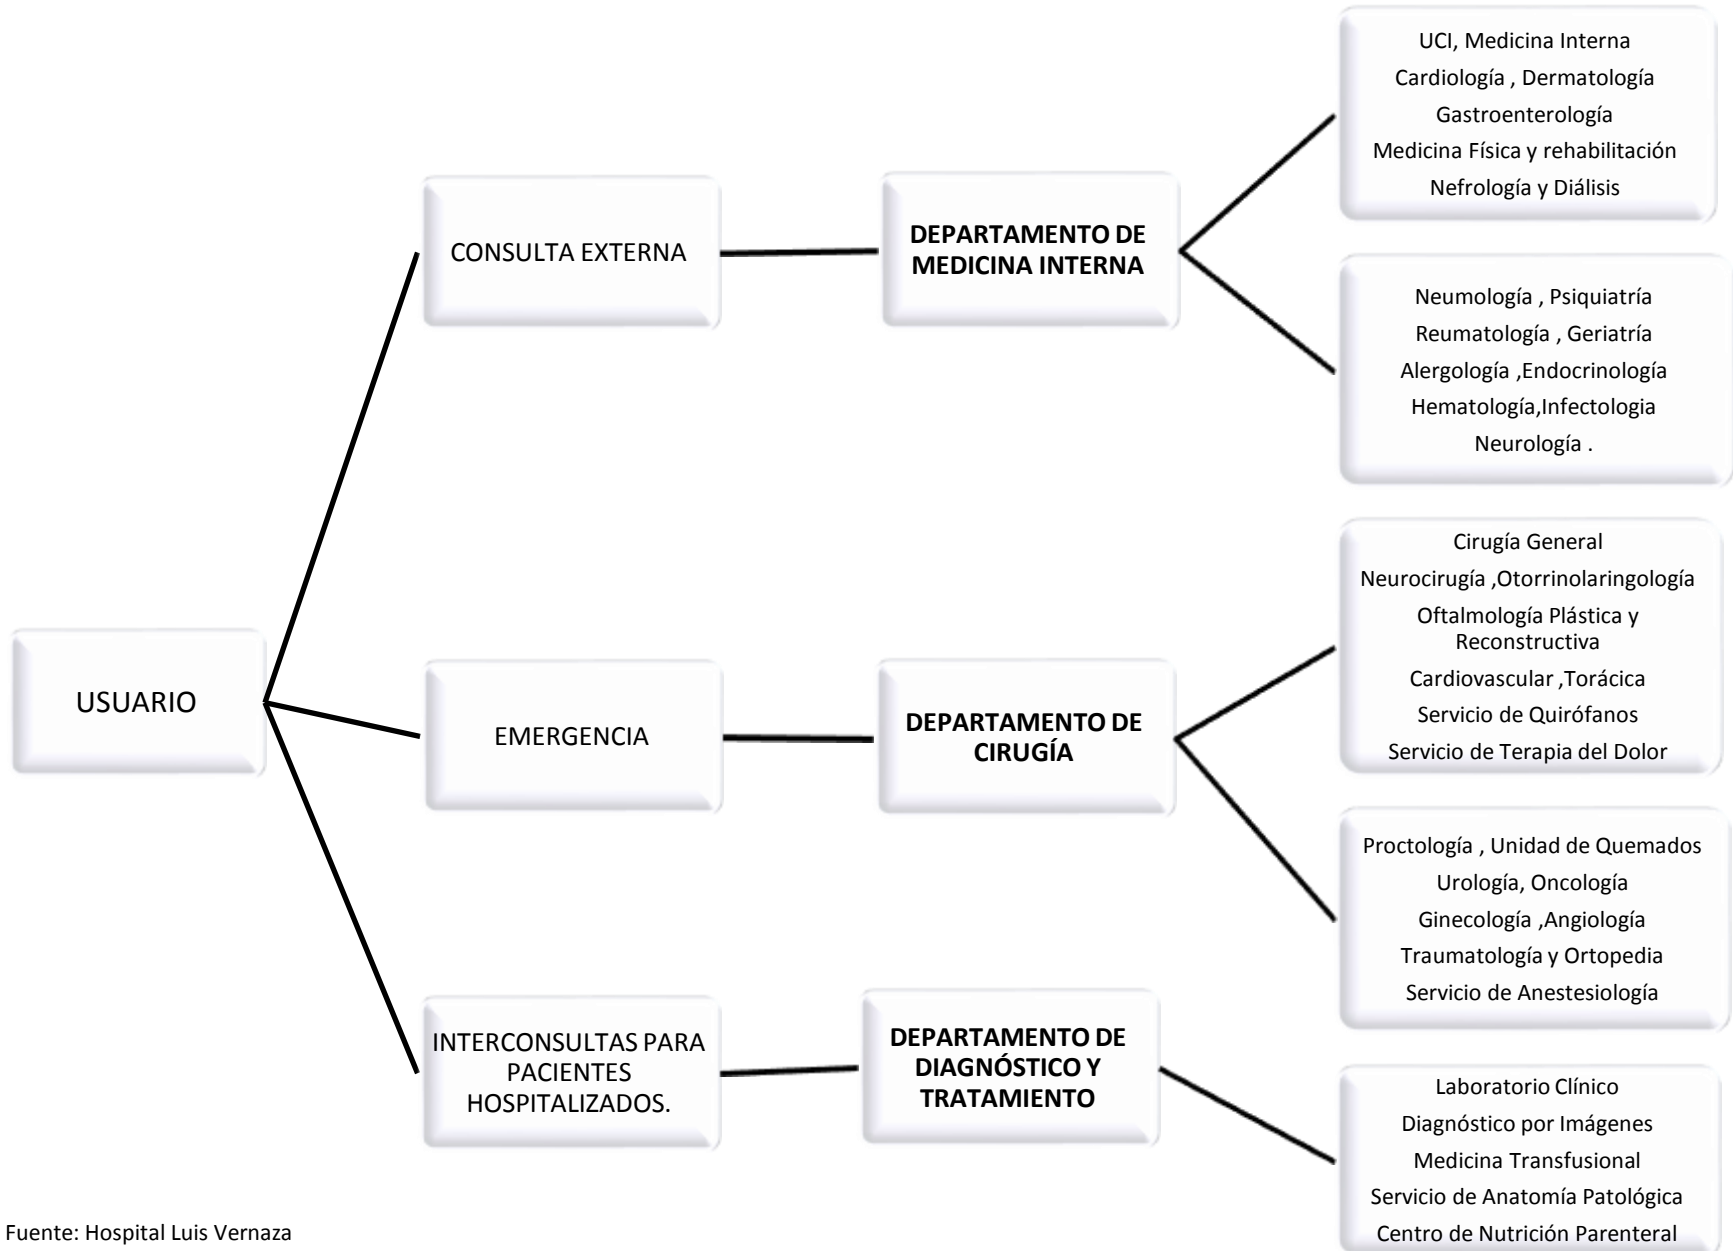 USUARIO
CONSULTA EXTERNA
DEPARTAMENTO DE
MEDICINA INTERNA
UCI, Medicina Interna
Cardiología , Dermatología
Gastroenterología
Medicina Física y rehabilitación
Nefrología y Diálisis
Neumología , Psiquiatría
Reumatología , Geriatría
Alergología ,Endocrinología
Hematología,Infectologia
Neurología .
EMERGENCIA
DEPARTAMENTO DE
CIRUGÍA
Cirugía General
Neurocirugía ,Otorrinolaringología
Oftalmología Plástica y
Reconstructiva
Cardiovascular ,Torácica
Servicio de Quirófanos
Servicio de Terapia del Dolor
Proctología , Unidad de Quemados
Urología, Oncología
Ginecología ,Angiología
Traumatología y Ortopedia
Servicio de Anestesiología
INTERCONSULTAS PARA
PACIENTES
HOSPITALIZADOS.
DEPARTAMENTO DE
DIAGNÓSTICO Y
TRATAMIENTO
Laboratorio Clínico
Diagnóstico por Imágenes
Medicina Transfusional
Servicio de Anatomía Patológica
Centro de Nutrición Parenteral
Fuente: Hospital Luis Vernaza